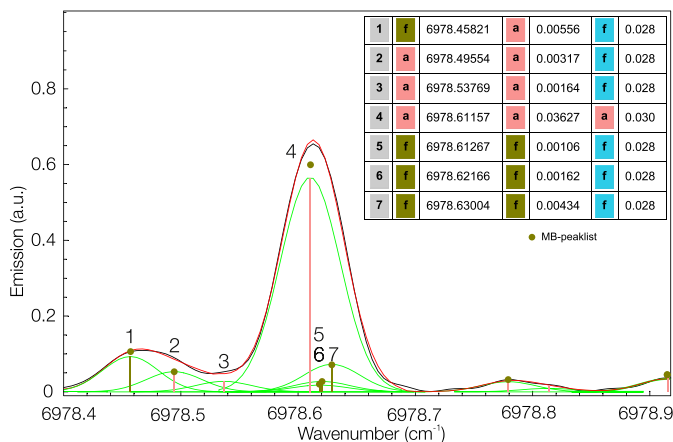 1 f 6978.45821 a 0.00556 f 0.028
2 a 6978.49554 a 0.00317 f 0.028
3 a 6978.53769 a 0.00164 f 0.028
4 a 6978.61157 a 0.03627 a 0.030
5 f 6978.61267 f 0.00106 f 0.028
6 f 6978.62166 f 0.00162 f 0.028
7 f 6978.63004 f 0.00434 f 0.028
MB-peaklist
0.8
0.6
0.4
0.2
0
Emission (a.u.)
1
2
3
4
5
6
7
6978.4 6978.5 6978.6 6978.7 6978.8 6978.9
Wavenumber (cm⁻¹)